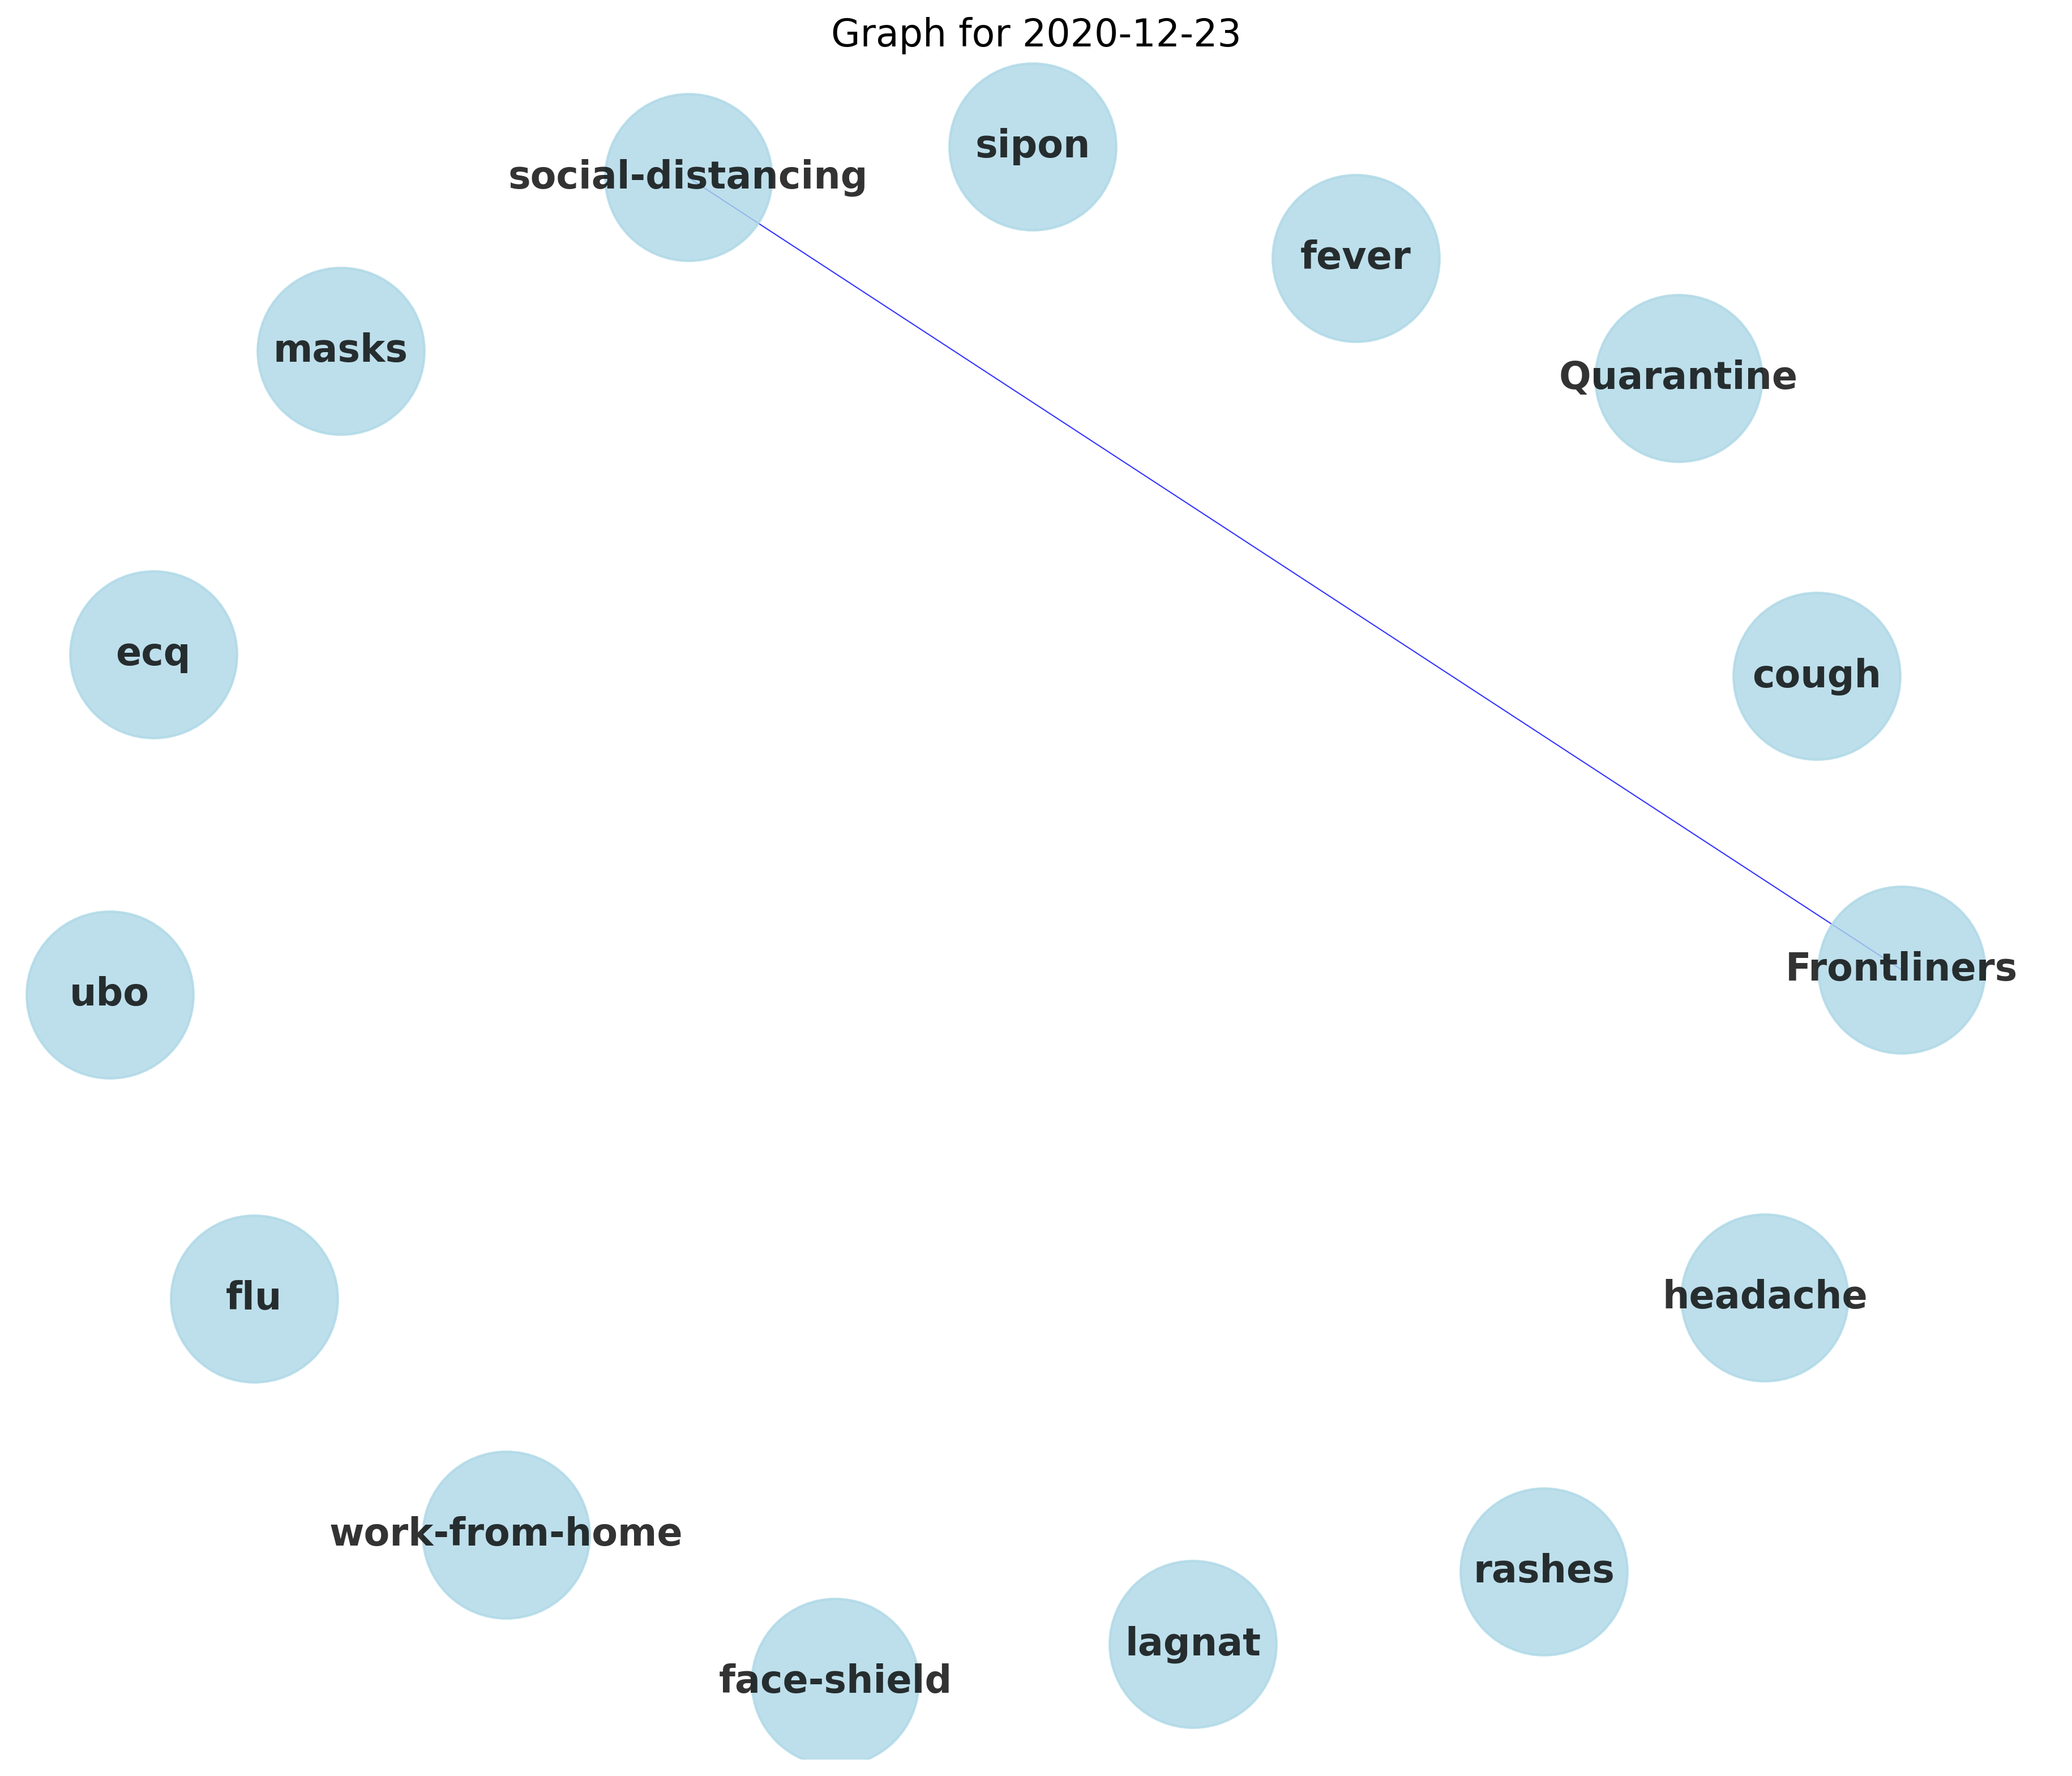 Graph for 2020-12-23
sipon
social-distancing
fever
masks
Quarantine
ecq
cough
ubo
Frontliners
flu
headache
work-from-home
rashes
lagnat
face-shield